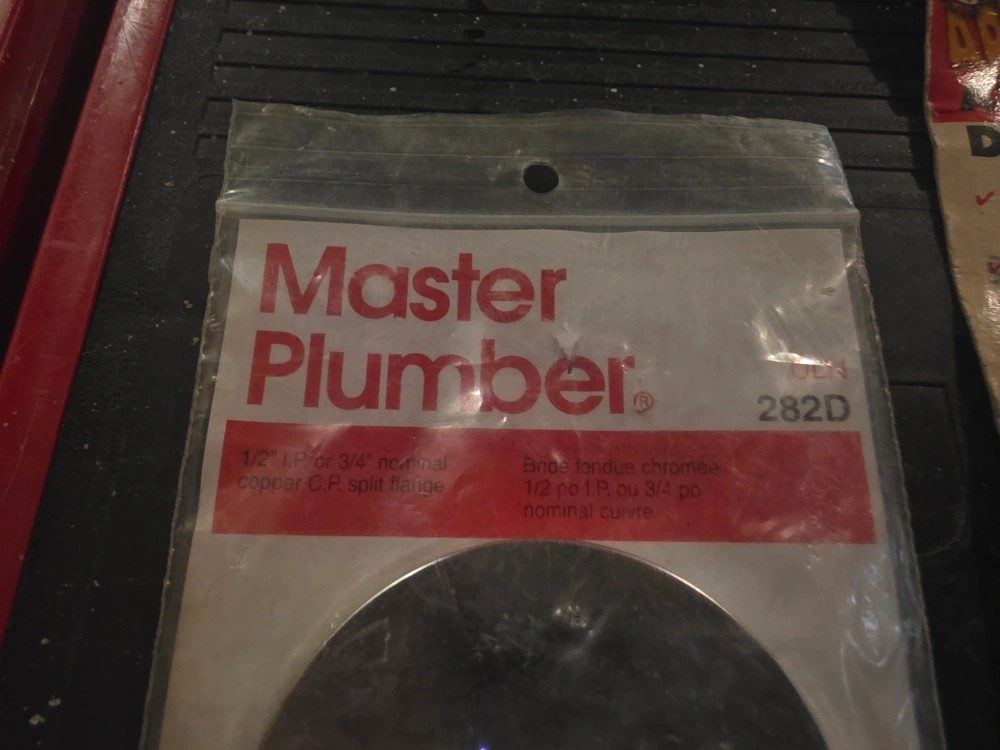 Master
Plumber®
282D
1/2" I.P. or 3/4" nominal
copper C.P. split flange
Bride fendue chromée
1/2 po I.P. ou 3/4 po
nominal cuivre.
D